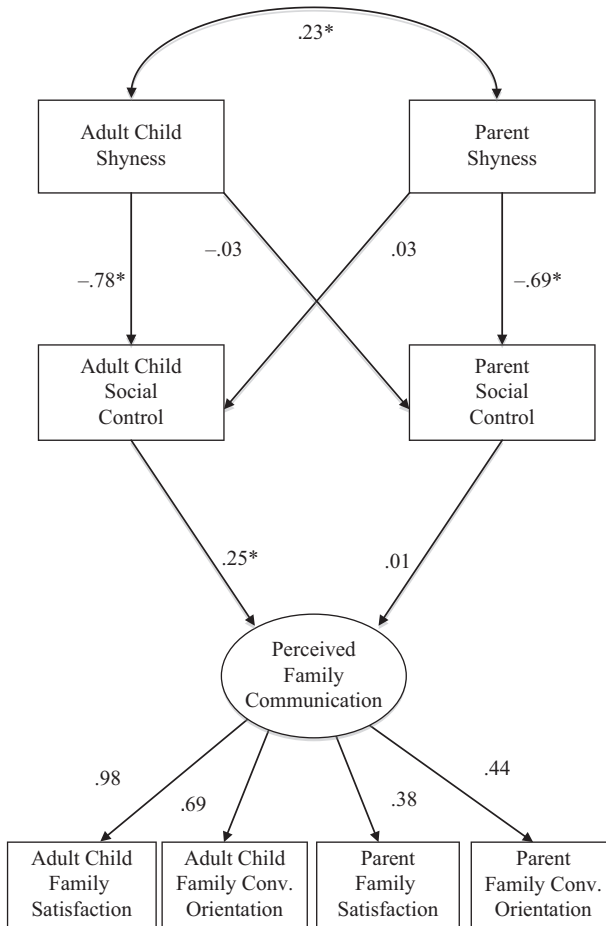 .23*
Adult Child
Shyness
Parent
Shyness
–.03
.03
–.78*
–.69*
Adult Child
Social
Control
Parent
Social
Control
.25*
.01
Perceived
Family
Communication
.98
.69
.38
.44
Adult Child
Family
Satisfaction
Adult Child
Family Conv.
Orientation
Parent
Family
Satisfaction
Parent
Family Conv.
Orientation